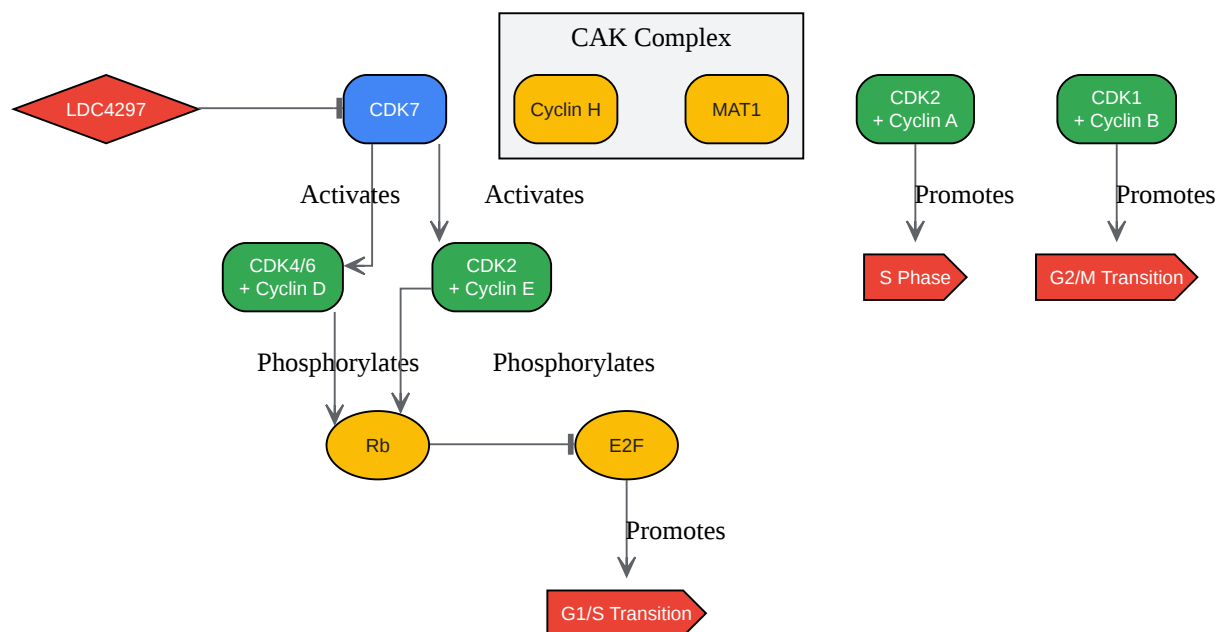 CAK Complex
LDC4297
CDK7
Cyclin H
MAT1
CDK2
+ Cyclin A
CDK1
+ Cyclin B
Activates
Activates
Promotes
Promotes
CDK4/6
+ Cyclin D
CDK2
+ Cyclin E
S Phase
G2/M Transition
Phosphorylates
Phosphorylates
Rb
E2F
Promotes
G1/S Transition